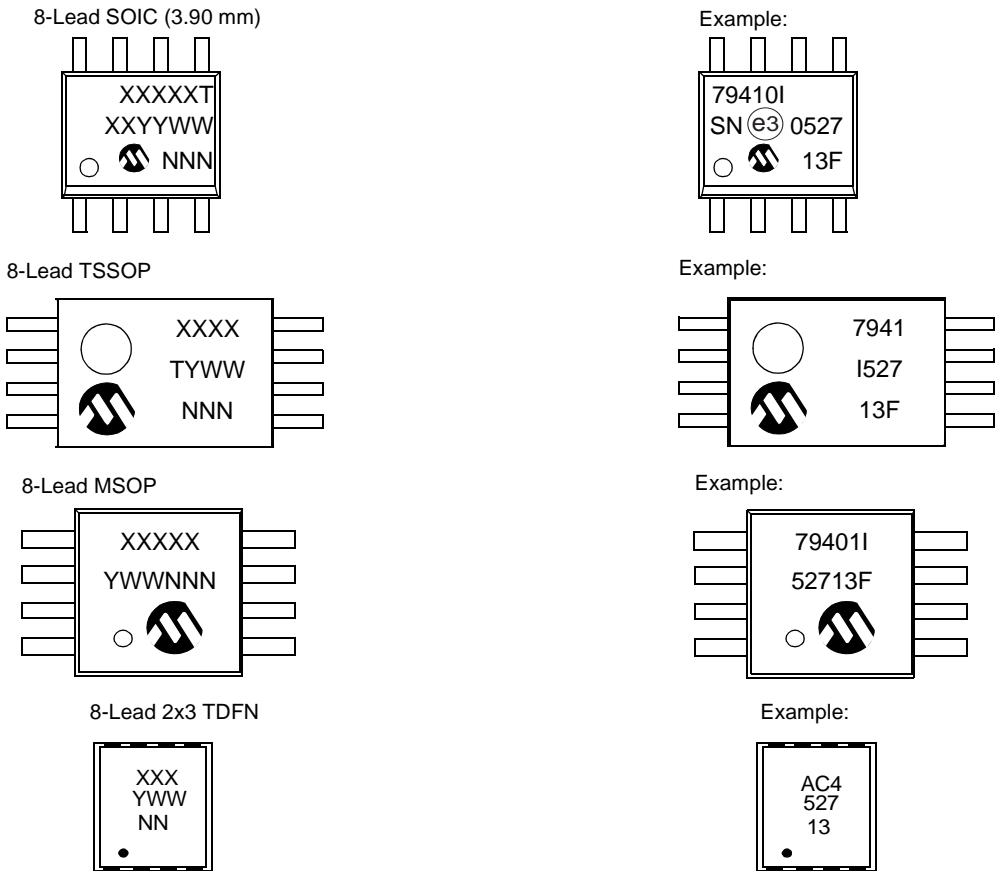 8-Lead SOIC (3.90 mm)
XXXXXT
XXYYWW
NNN
Example:
79410I
SN e3 0527
13F
8-Lead TSSOP
XXXX
TYWW
NNN
Example:
7941
I527
13F
8-Lead MSOP
XXXXX
YWWNNN
Example:
79401I
52713F
8-Lead 2x3 TDFN
XXX
YWW
NN
Example:
AC4
527
13